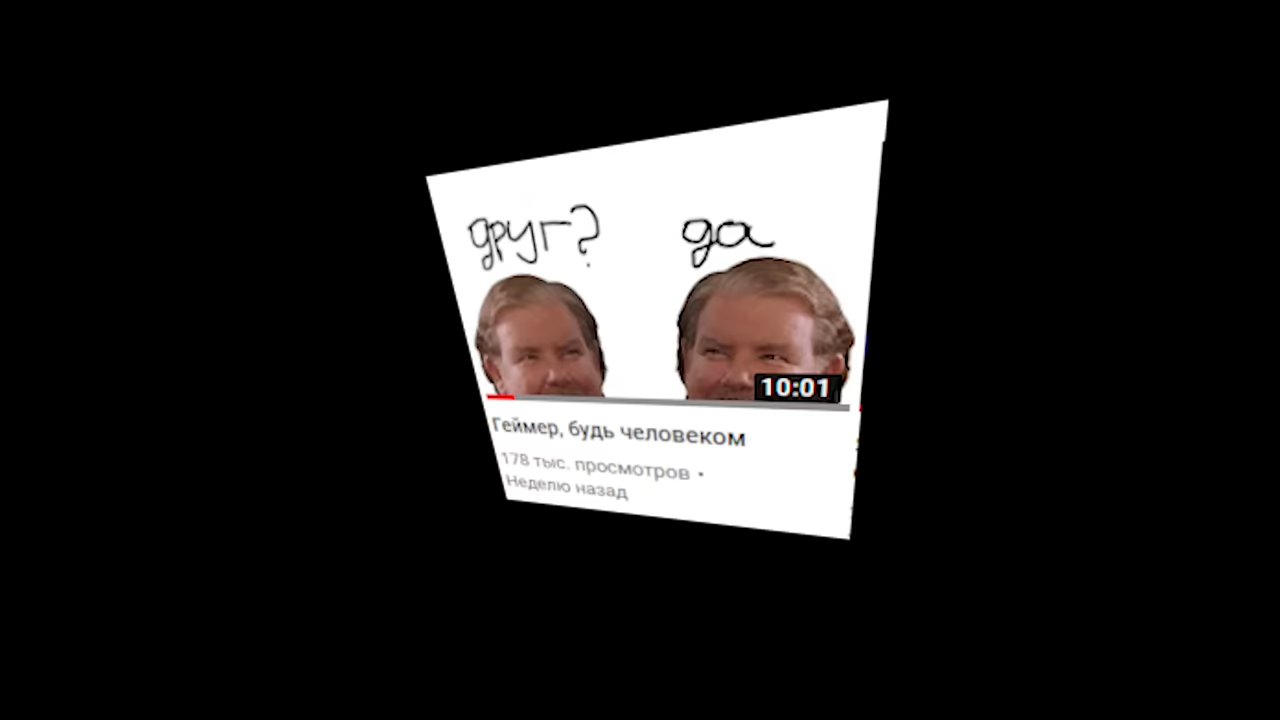 друг? да
10:01
Геймер, будь человеком
178 тыс. просмотров •
Неделю назад